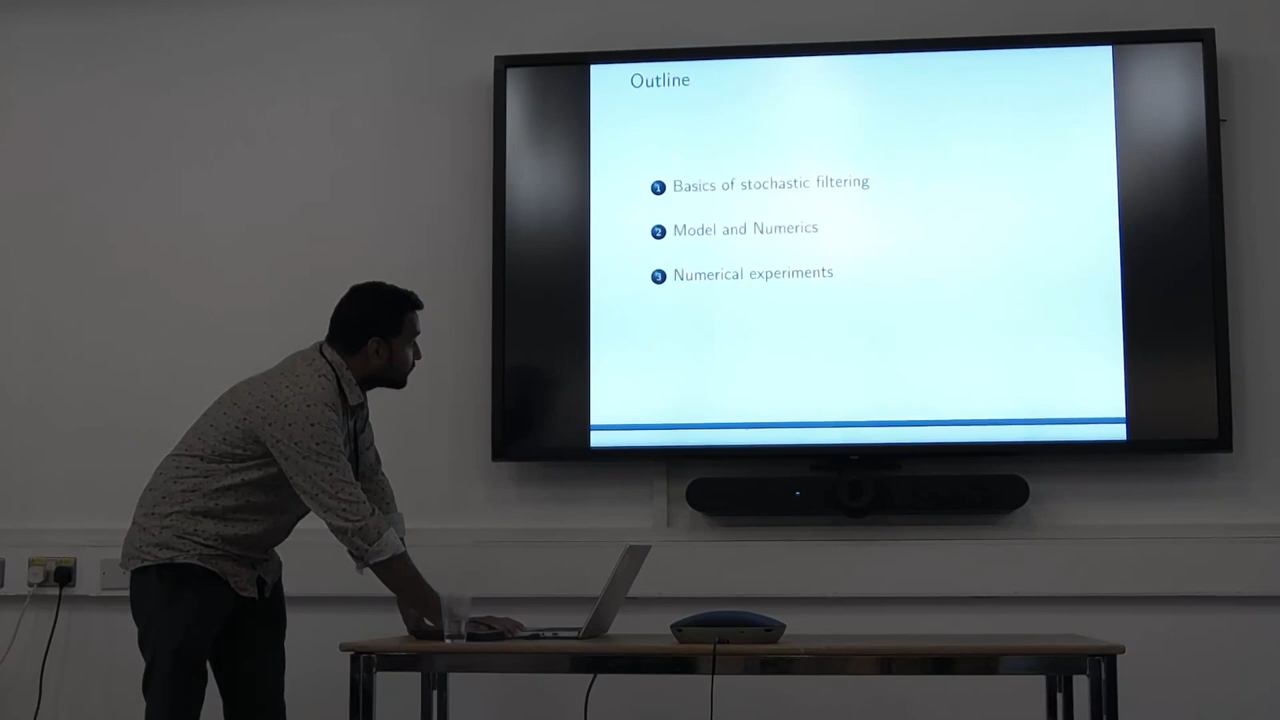 Outline
1 Basics of stochastic filtering
2 Model and Numerics
3 Numerical experiments